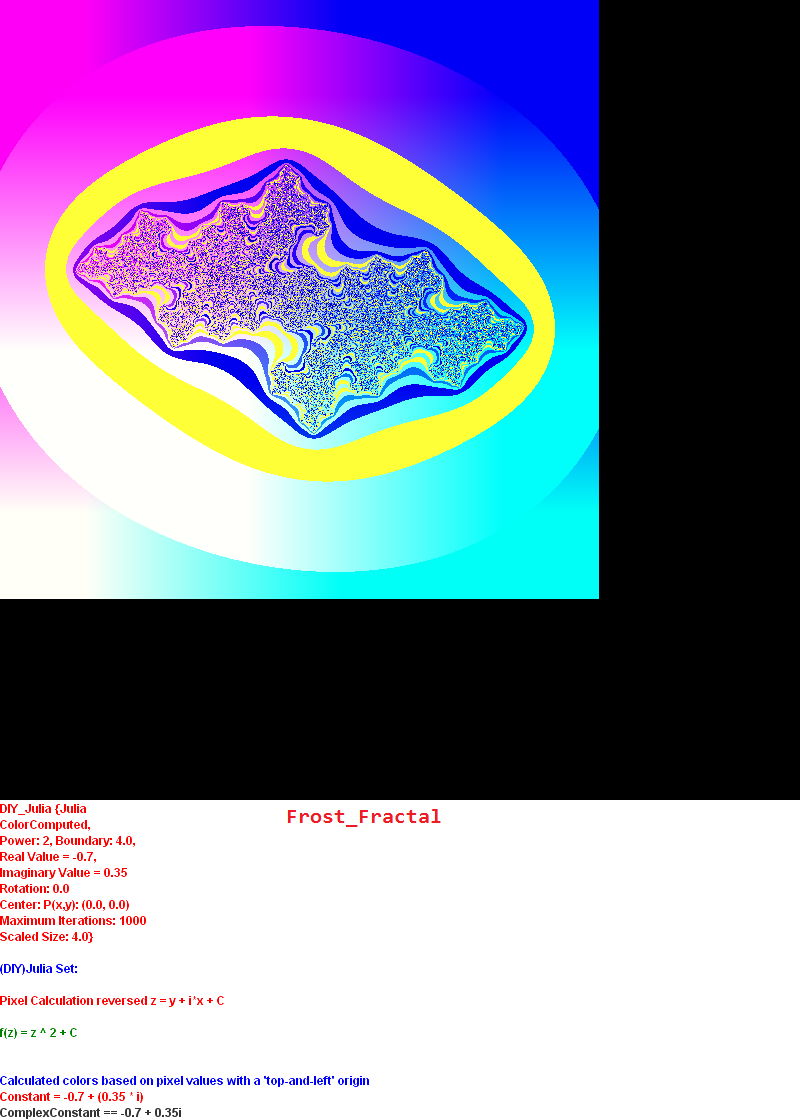 DIY_Julia {Julia
Frost_Fractal
ColorComputed,
Power: 2, Boundary: 4.0,
Real Value = -0.7,
Imaginary Value = 0.35
Rotation: 0.0
Center: P(x,y): (0.0, 0.0)
Maximum Iterations: 1000
Scaled Size: 4.0}
(DIY)Julia Set:
Pixel Calculation reversed z = y + i*x + C
f(z) = z ^ 2 + C
Calculated colors based on pixel values with a 'top-and-left' origin
Constant = -0.7 + (0.35 * i)
ComplexConstant == -0.7 + 0.35i